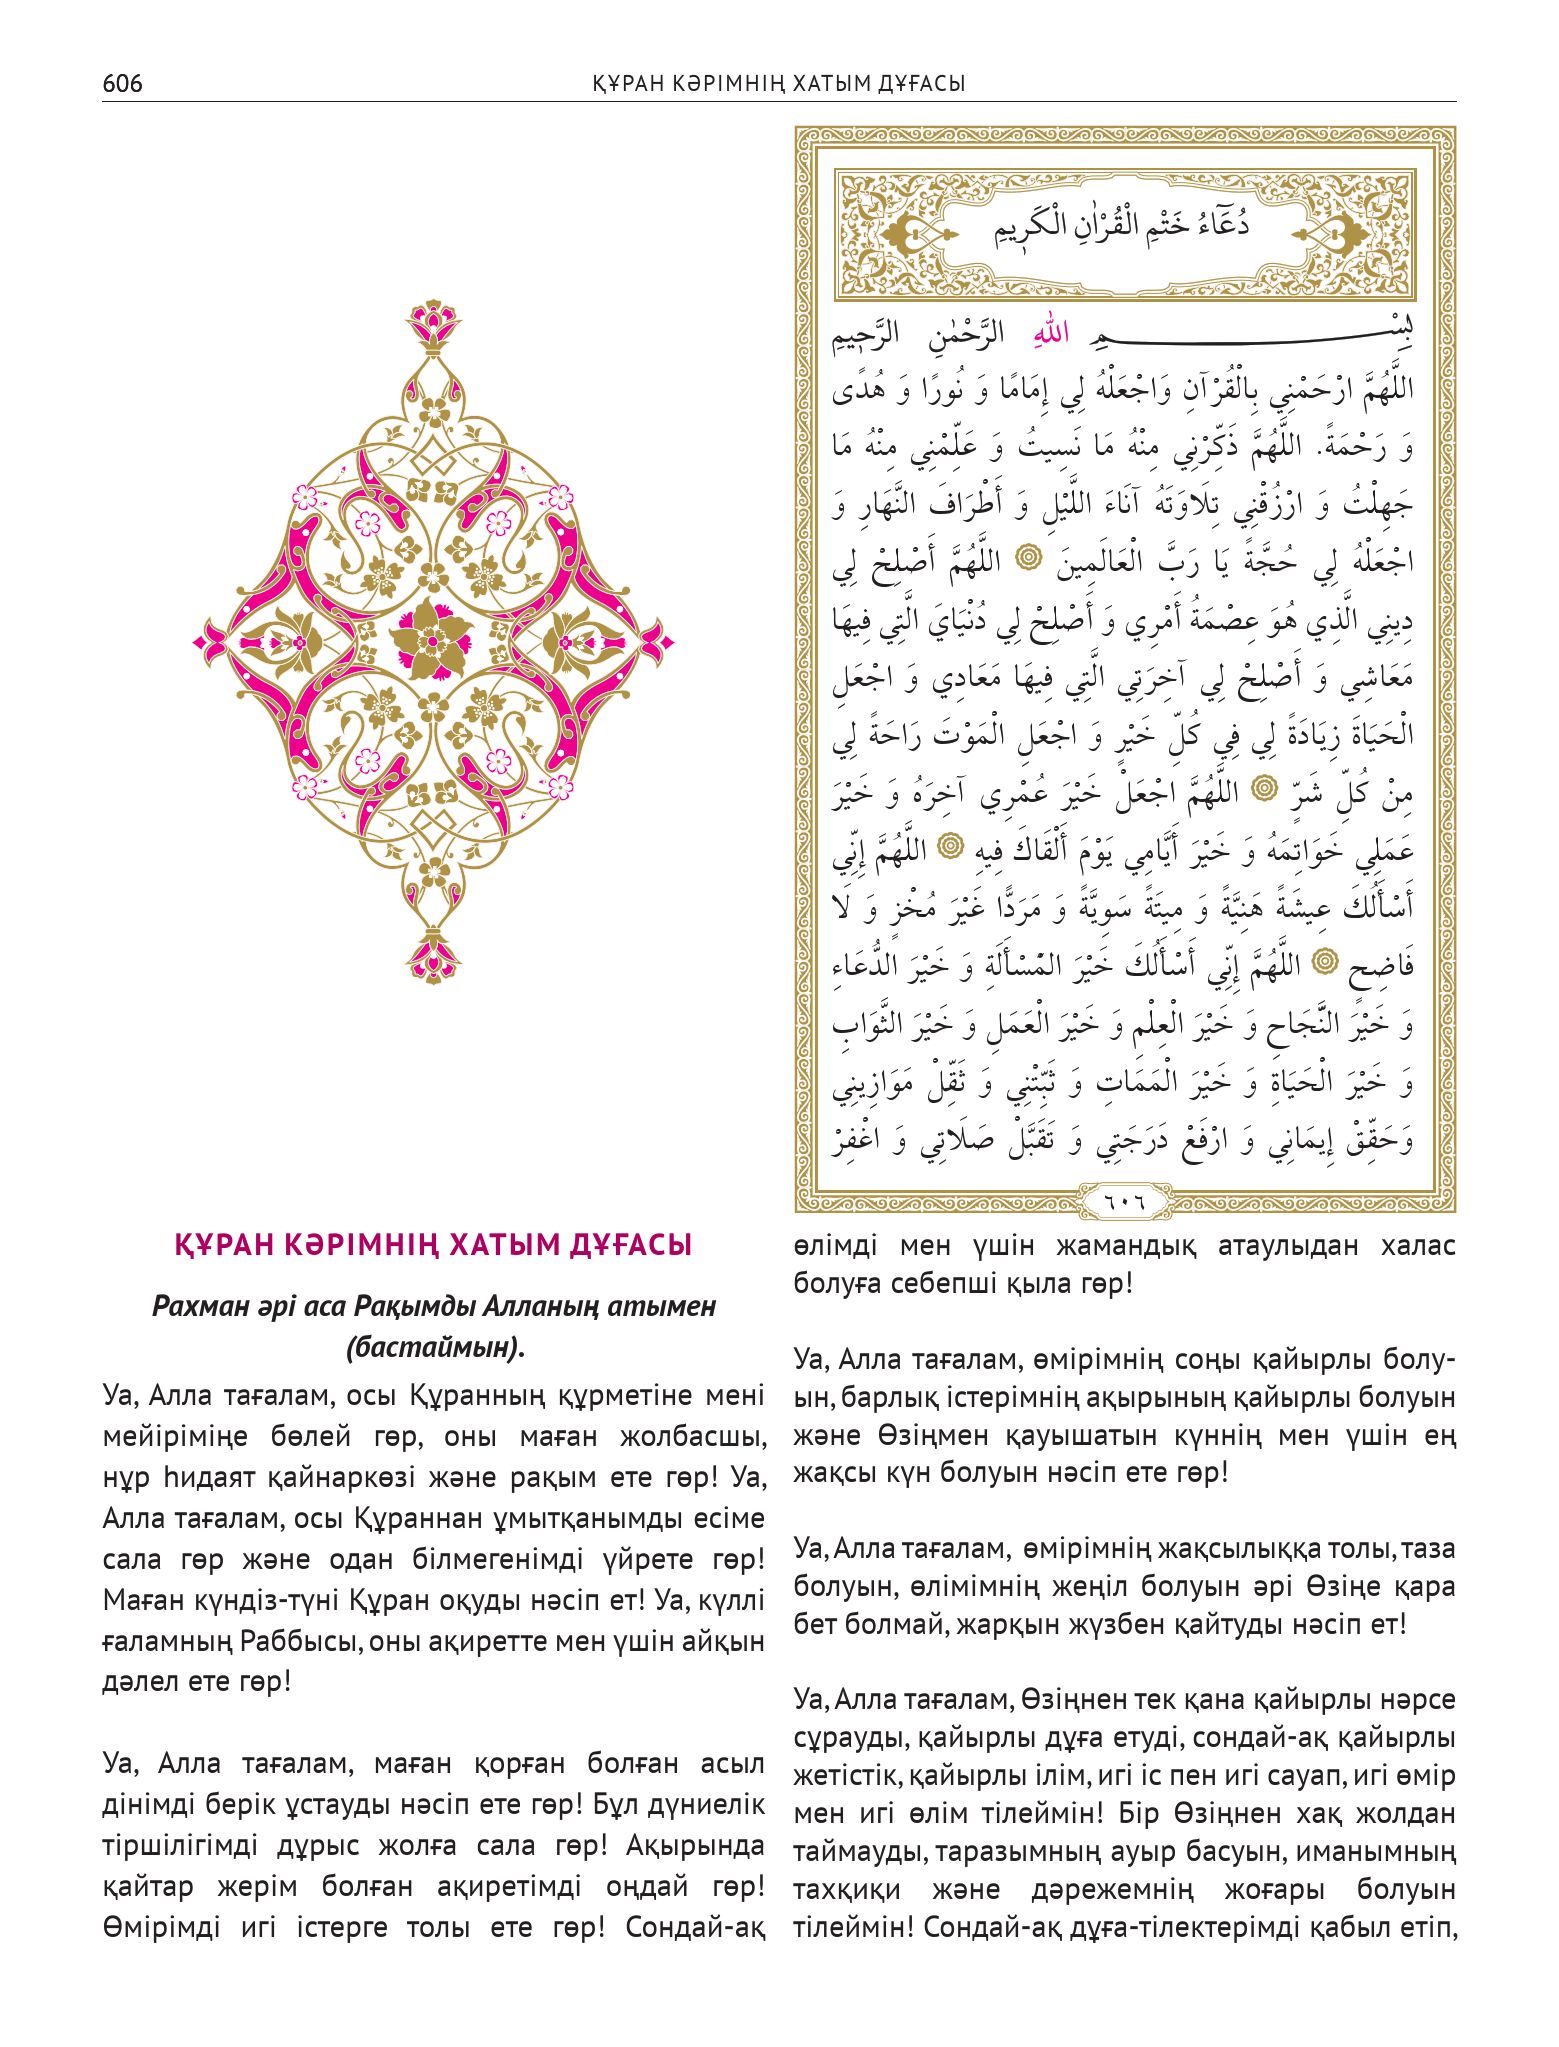 606
ҚҰРАН КӘРІМНІҢ ХАТЫМ ДҰҒАСЫ
دُعَٓاءُ خَتْمِ الْقُرْاٰنِ الْكَرٖيمِ
بِسْمِ اللّٰهِ الرَّحْمٰنِ الرَّحٖيمِ
اللَّهُمَّ ارْحَمْنِي بِالْقُرْآنِ وَاجْعَلْهُ لِي إِمَامًا وَ نُورًا وَ هُدًى
وَ رَحْمَةً. اللَّهُمَّ ذَكِّرْنِي مِنْهُ مَا نَسِيتُ وَ عَلِّمْنِي مِنْهُ مَا
جَهِلْتُ وَ ارْزُقْنِي تِلَاوَتَهُ آنَاءَ اللَّيْلِ وَ أَطْرَافَ النَّهَارِ وَ
اجْعَلْهُ لِي حُجَّةً يَا رَبَّ الْعَالَمِينَ ۞ اللَّهُمَّ أَصْلِحْ لِي
دِينِي الَّذِي هُوَ عِصْمَةُ أَمْرِي وَ أَصْلِحْ لِي دُنْيَايَ الَّتِي فِيهَا
مَعَاشِي وَ أَصْلِحْ لِي آخِرَتِي الَّتِي فِيهَا مَعَادِي وَ اجْعَلِ
الْحَيَاةَ زِيَادَةً لِي فِي كُلِّ خَيْرٍ وَ اجْعَلِ الْمَوْتَ رَاحَةً لِي
مِنْ كُلِّ شَرٍّ ۞ اللَّهُمَّ اجْعَلْ خَيْرَ عُمْرِي آخِرَهُ وَ خَيْرَ
عَمَلِي خَوَاتِمَهُ وَ خَيْرَ أَيَّامِي يَوْمَ أَلْقَاكَ فِيهِ ۞ اللَّهُمَّ إِنِّي
أَسْأَلُكَ عِيشَةً هَنِيَّةً وَ مِيتَةً سَوِيَّةً وَ مَرَدًّا غَيْرَ مُخْزٍ وَ لَا
فَاضِحٍ ۞ اللَّهُمَّ إِنِّي أَسْأَلُكَ خَيْرَ الْمَسْأَلَةِ وَ خَيْرَ الدُّعَاءِ
وَ خَيْرَ النَّجَاحِ وَ خَيْرَ الْعِلْمِ وَ خَيْرَ الْعَمَلِ وَ خَيْرَ الثَّوَابِ
وَ خَيْرَ الْحَيَاةِ وَ خَيْرَ الْمَمَاتِ وَ ثَبِّتْنِي وَ ثَقِّلْ مَوَازِينِي
وَحَقِّقْ إِيمَانِي وَ ارْفَعْ دَرَجَتِي وَ تَقَبَّلْ صَلَاتِي وَ اغْفِرْ
٦٠٦
ҚҰРАН КӘРІМНІҢ ХАТЫМ ДҰҒАСЫ
Рахман әрі аса Рақымды Алланың атымен
(бастаймын).
Уа, Алла тағалам, осы Құранның құрметіне мені
мейіріміңе бөлей гөр, оны маған жолбасшы,
нұр һидаят қайнаркөзі және рақым ете гөр! Уа,
Алла тағалам, осы Құраннан ұмытқанымды есіме
сала гөр және одан білмегенімді үйрете гөр!
Маған күндіз-түні Құран оқуды нәсіп ет! Уа, күллі
ғаламның Раббысы, оны ақиретте мен үшін айқын
дәлел ете гөр!
Уа, Алла тағалам, маған қорған болған асыл
дінімді берік ұстауды нәсіп ете гөр! Бұл дүниелік
тіршілігімді дұрыс жолға сала гөр! Ақырында
қайтар жерім болған ақиретімді оңдай гөр!
Өмірімді игі істерге толы ете гөр! Сондай-ақ
өлімді мен үшін жамандық атаулыдан халас
болуға себепші қыла гөр!
Уа, Алла тағалам, өмірімнің соңы қайырлы болу-
ын, барлық істерімнің ақырының қайырлы болуын
және Өзіңмен қауышатын күннің мен үшін ең
жақсы күн болуын нәсіп ете гөр!
Уа, Алла тағалам, өмірімнің жақсылыққа толы, таза
болуын, өлімімнің жеңіл болуын әрі Өзіңе қара
бет болмай, жарқын жүзбен қайтуды нәсіп ет!
Уа, Алла тағалам, Өзіңнен тек қана қайырлы нәрсе
сұрауды, қайырлы дұға етуді, сондай-ақ қайырлы
жетістік, қайырлы ілім, игі іс пен игі сауап, игі өмір
мен игі өлім тілеймін! Бір Өзіңнен хақ жолдан
таймауды, таразымның ауыр басуын, иманымның
тахқиқи және дәрежемнің жоғары болуын
тілеймін! Сондай-ақ дұға-тілектерімді қабыл етіп,